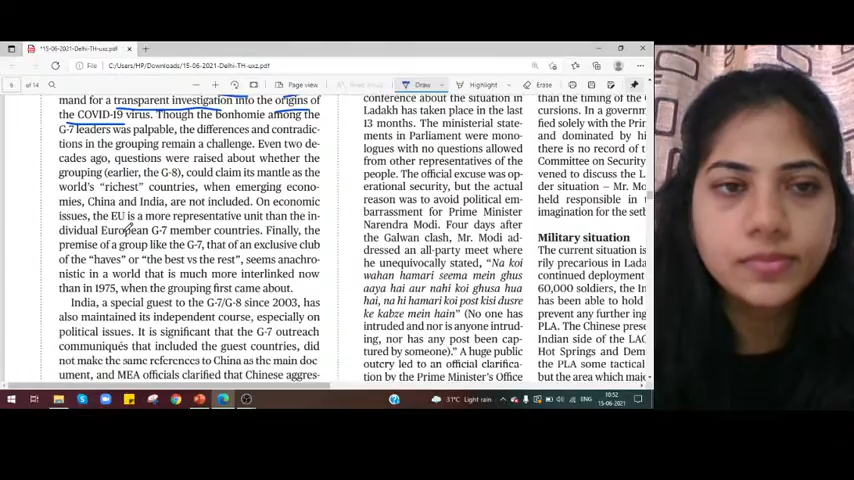 *15-06-2021-Delhi-TH-uxz.pdf
File
C:/Users/HP/Downloads/15-06-2021-Delhi-TH-uxz.pdf
6 of 14
Page view
Draw
Highlight
Erase
mand for a transparent investigation into the origins of
the COVID-19 virus. Though the bonhomie among the
G-7 leaders was palpable, the differences and contradic-
tions in the grouping remain a challenge. Even two de-
cades ago, questions were raised about whether the
grouping (earlier, the G-8), could claim its mantle as the
world's “richest” countries, when emerging econo-
mies, China and India, are not included. On economic
issues, the EU is a more representative unit than the in-
dividual European G-7 member countries. Finally, the
premise of a group like the G-7, that of an exclusive club
of the “haves” or “the best vs the rest”, seems anachro-
nistic in a world that is much more interlinked now
than in 1975, when the grouping first came about.
India, a special guest to the G-7/G-8 since 2003, has
also maintained its independent course, especially on
political issues. It is significant that the G-7 outreach
communiqués that included the guest countries, did
not make the same references to China as the main doc
ument, and MEA officials clarified that Chinese aggres-
conference about the situation in
Ladakh has taken place in the last
13 months. The ministerial state-
ments in Parliament were mono-
logues with no questions allowed
from other representatives of the
people. The official excuse was op-
erational security, but the actual
reason was to avoid political em-
barrassment for Prime Minister
Narendra Modi. Four days after
the Galwan clash, Mr. Modi ad-
dressed an all-party meet where
he unequivocally stated, “Na koi
wahan hamari seema mein ghus
aaya hai aur nahi koi ghusa hua
hai, na hi hamari koi post kisi dusre
ke kabze mein hain” (No one has
intruded and nor is anyone intrud-
ing, nor has any post been cap-
tured by someone).” A huge public
outcry led to an official clarifica-
tion by the Prime Minister's Office
than the timing of the
cursions. In a governm
fied solely with the Prin
and dominated by hi
there is no record of t
Committee on Security
vened to discuss the L
der situation – Mr. Mo
held responsible in
imagination for the setb
Military situation
The current situation is
rily precarious in Lada
continued deployment
60,000 soldiers, the In
has been able to hold
prevent any further ing
PLA. The Chinese prese
Indian side of the LAC
Hot Springs and Dem
the PLA some tactical
but the area which majo
31°C Light rain
ENG
10:52
15-06-2021